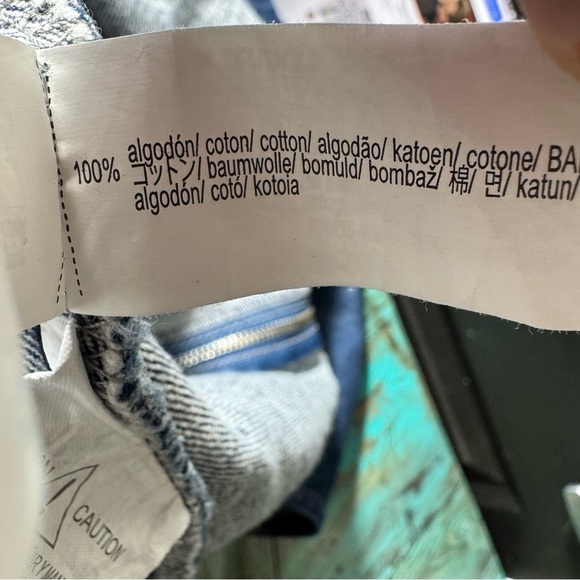 100% algodón/ coton/ cotton/ algodão/ katoen/ cotone/ BA
コットン/ baumwolle/ bomuld/ bombaž/ 棉/ 면/ katun/
algodón/ cotó/ kotoia
CAUTION